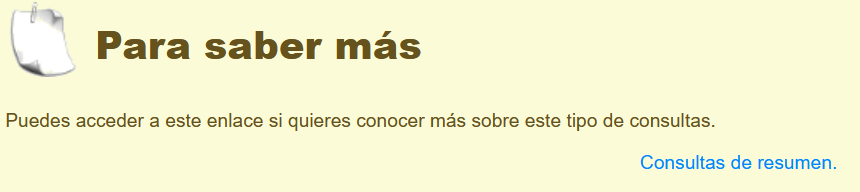 Para saber más
Puedes acceder a este enlace si quieres conocer más sobre este tipo de consultas.
Consultas de resumen.